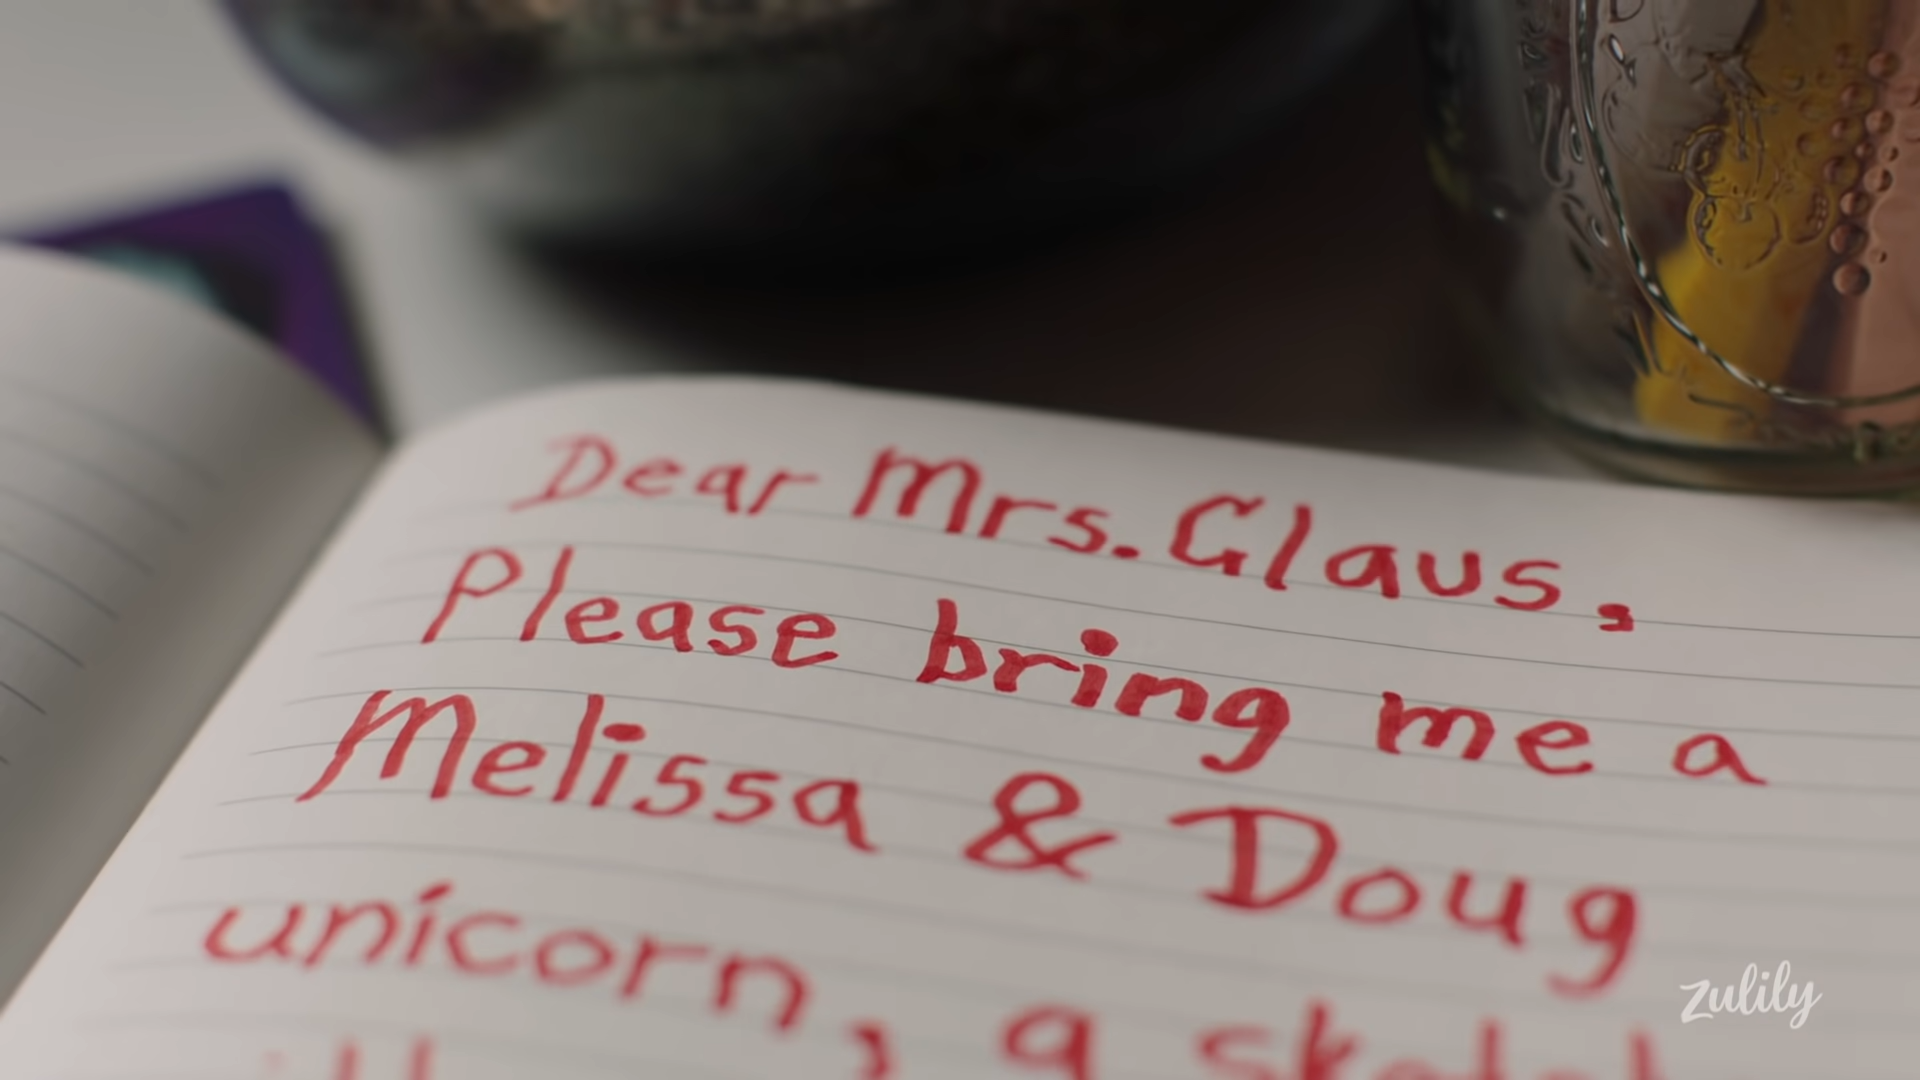 Dear Mrs. Claus,
Please bring me a
Melissa & Doug
unicorn, a
zulily